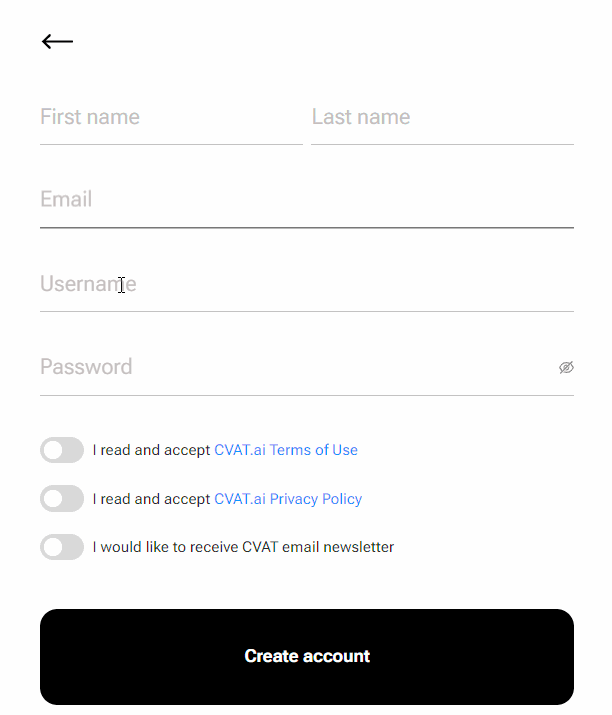 First name Last name
Email
Username
Password
I read and accept CVAT.ai Terms of Use
I read and accept CVAT.ai Privacy Policy
I would like to receive CVAT email newsletter
Create account